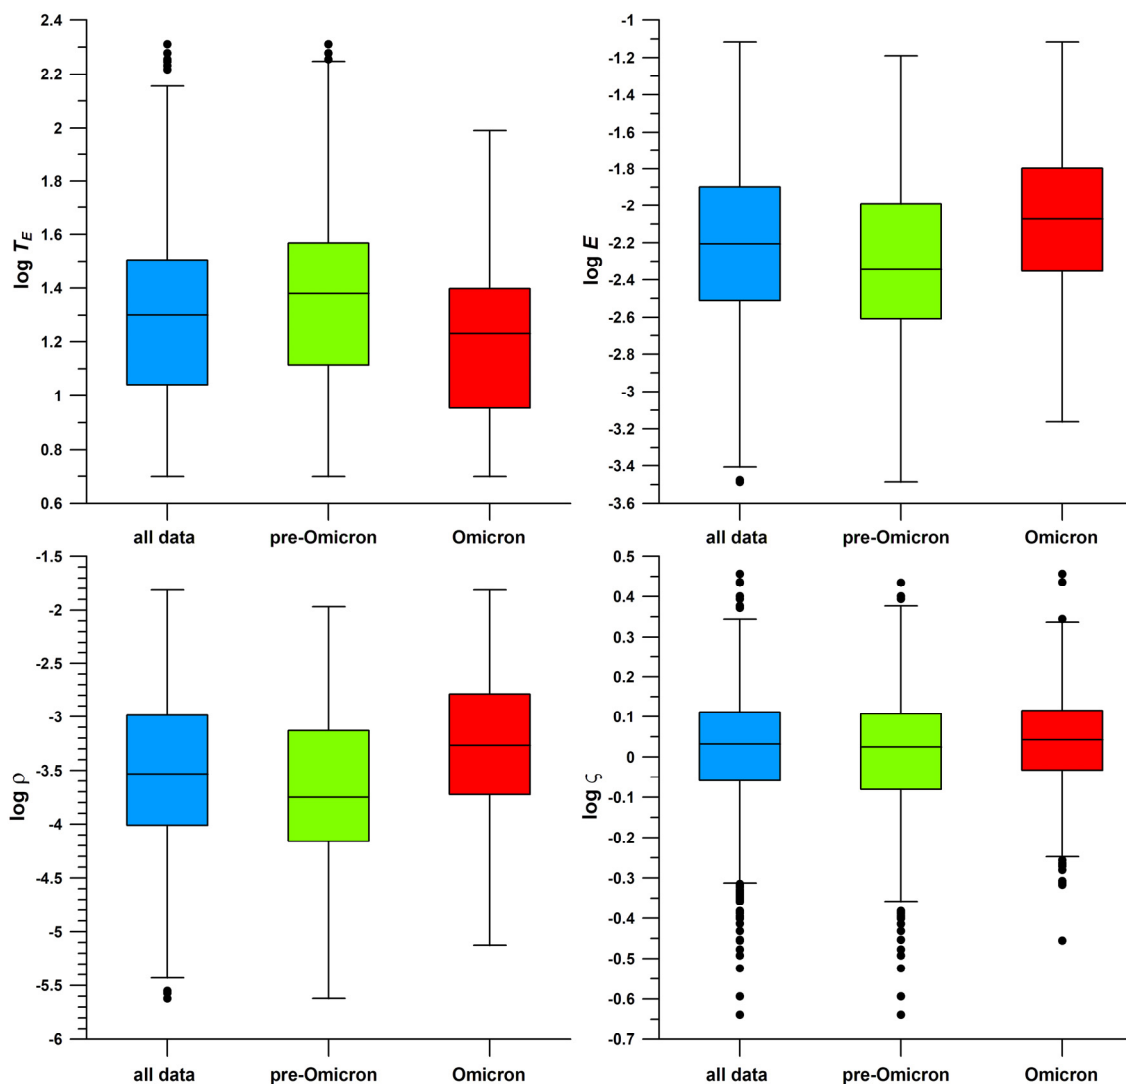 2.4
2.2
2
1.8
1.6
1.4
1.2
1
0.8
0.6
log T_E
all data
pre-Omicron
Omicron
-1
-1.2
-1.4
-1.6
-1.8
-2
-2.2
-2.4
-2.6
-2.8
-3
-3.2
-3.4
-3.6
log E
all data
pre-Omicron
Omicron
-1.5
-2
-2.5
-3
-3.5
-4
-4.5
-5
-5.5
-6
log ρ
all data
pre-Omicron
Omicron
0.5
0.4
0.3
0.2
0.1
0
-0.1
-0.2
-0.3
-0.4
-0.5
-0.6
-0.7
log ς
all data
pre-Omicron
Omicron